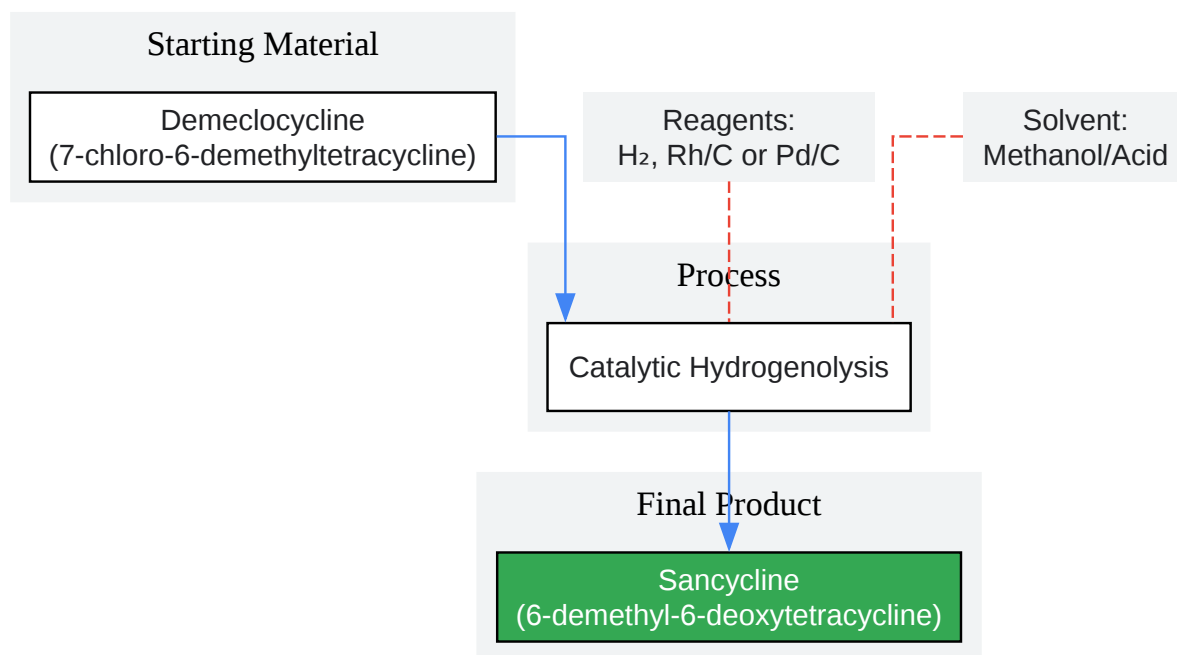 Starting Material
Demeclocycline
(7-chloro-6-demethyltetracycline)
Reagents:
H₂, Rh/C or Pd/C
Solvent:
Methanol/Acid
Process
Catalytic Hydrogenolysis
Final Product
Sancycline
(6-demethyl-6-deoxytetracycline)